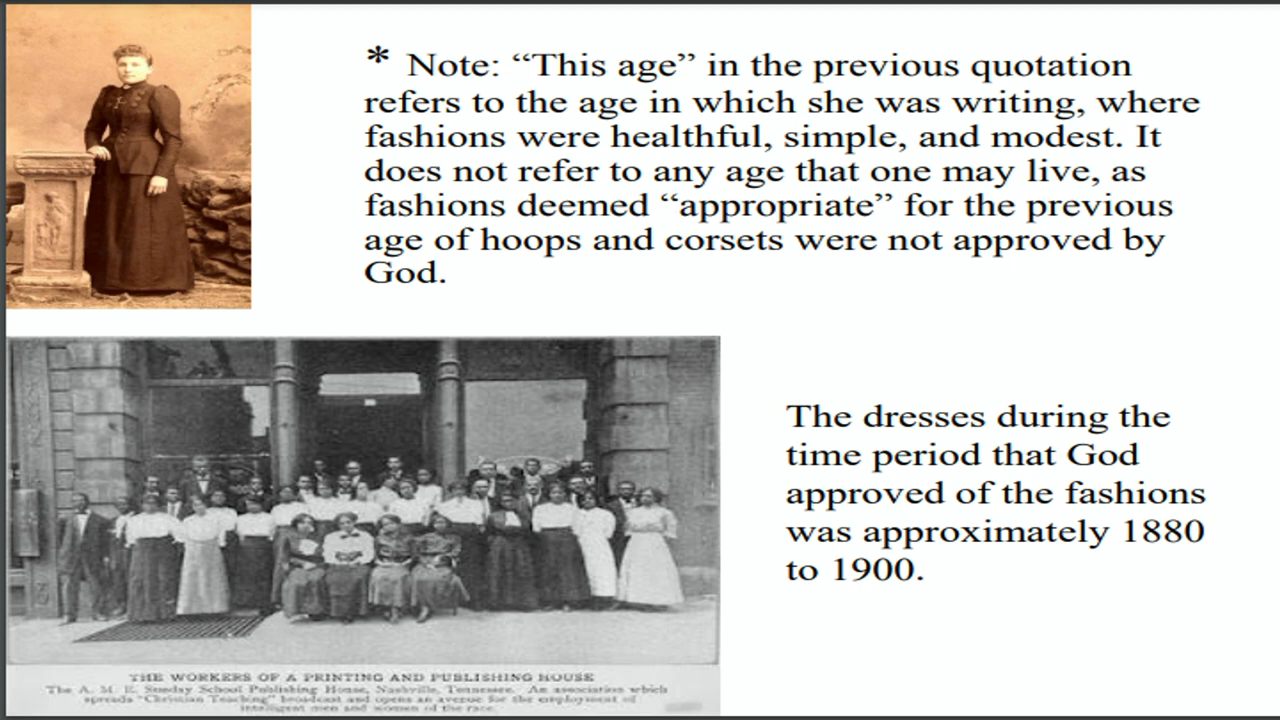 * Note: “This age” in the previous quotation
refers to the age in which she was writing, where
fashions were healthful, simple, and modest. It
does not refer to any age that one may live, as
fashions deemed “appropriate” for the previous
age of hoops and corsets were not approved by
God.
The dresses during the
time period that God
approved of the fashions
was approximately 1880
to 1900.
THE WORKERS OF A PRINTING AND PUBLISHING HOUSE
The A. M. E. Sunday School Publishing House, Nashville, Tennessee. An association which
spreads "Christian Teaching" broadcast and opens an avenue for the employment of
intelligent men and women of the race.